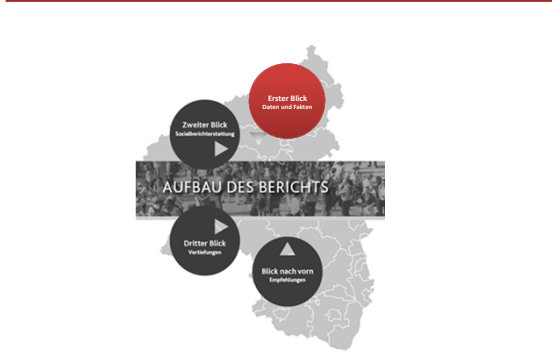 Erster Blick
Daten und Fakten
Zweiter Blick
Sozialberichterstattung
AUFBAU DES BERICHTS
Dritter Blick
Vertiefungen
Blick nach vorn
Empfehlungen